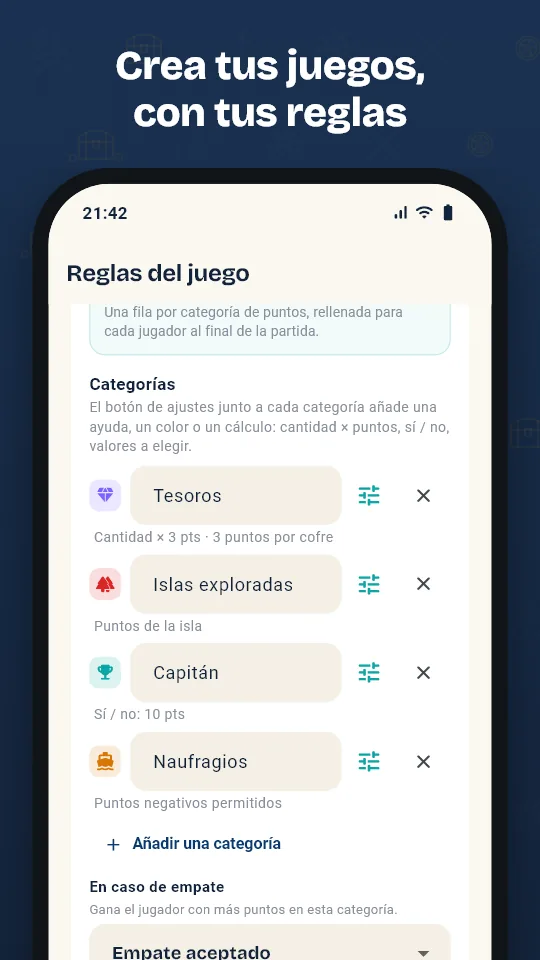 Crea tus juegos,
con tus reglas
21:42
Reglas del juego
Una fila por categoría de puntos, rellenada para
cada jugador al final de la partida.
Categorías
El botón de ajustes junto a cada categoría añade una
ayuda, un color o un cálculo: cantidad × puntos, sí / no,
valores a elegir.
Tesoros
Cantidad × 3 pts · 3 puntos por cofre
Islas exploradas
Puntos de la isla
Capitán
Sí / no: 10 pts
Naufragios
Puntos negativos permitidos
+ Añadir una categoría
En caso de empate
Gana el jugador con más puntos en esta categoría.
Empate aceptado